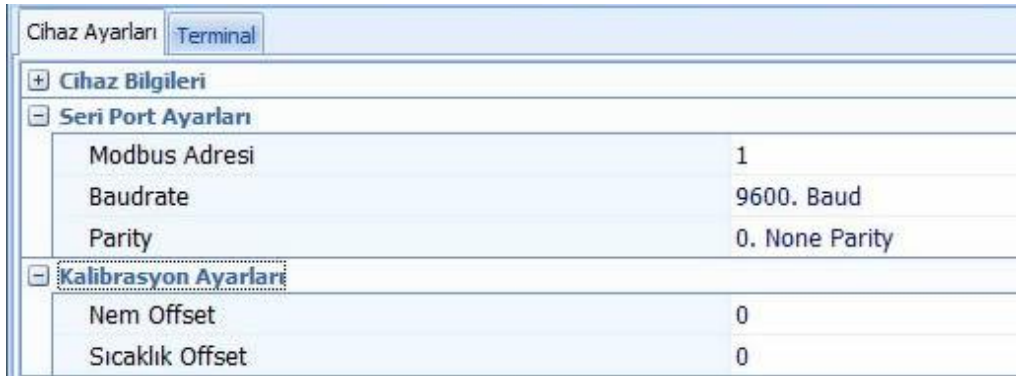 Cihaz Ayarları Terminal
Cihaz Bilgileri
Seri Port Ayarları
Modbus Adresi 1
Baudrate 9600. Baud
Parity 0. None Parity
Kalibrasyon Ayarları
Nem Offset 0
Sıcaklık Offset 0